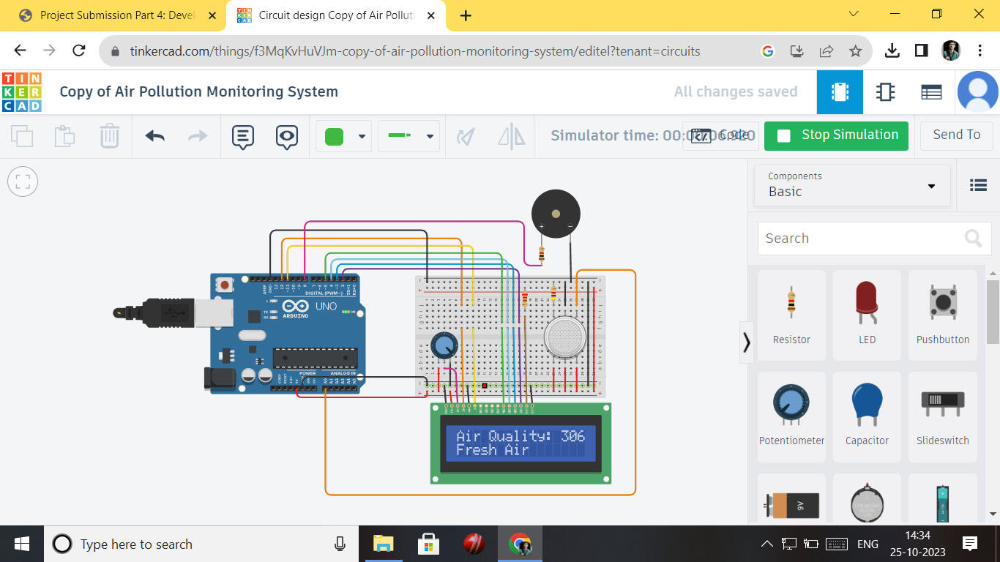 Project Submission Part 4: Devel
Circuit design Copy of Air Polluti
tinkercad.com/things/f3MqKvHuVJm-copy-of-air-pollution-monitoring-system/editel?tenant=circuits
TIN
KER
CAD
Copy of Air Pollution Monitoring System
All changes saved
Simulator time:
Code
Stop Simulation
Send To
Components
Basic
Search
Resistor
LED
Pushbutton
Potentiometer
Capacitor
Slideswitch
9V
DIGITAL (PWM~)
UNO
ARDUINO
POWER
ANALOG IN
Air Quality: 306
Fresh Air
Type here to search
ENG
14:34
25-10-2023